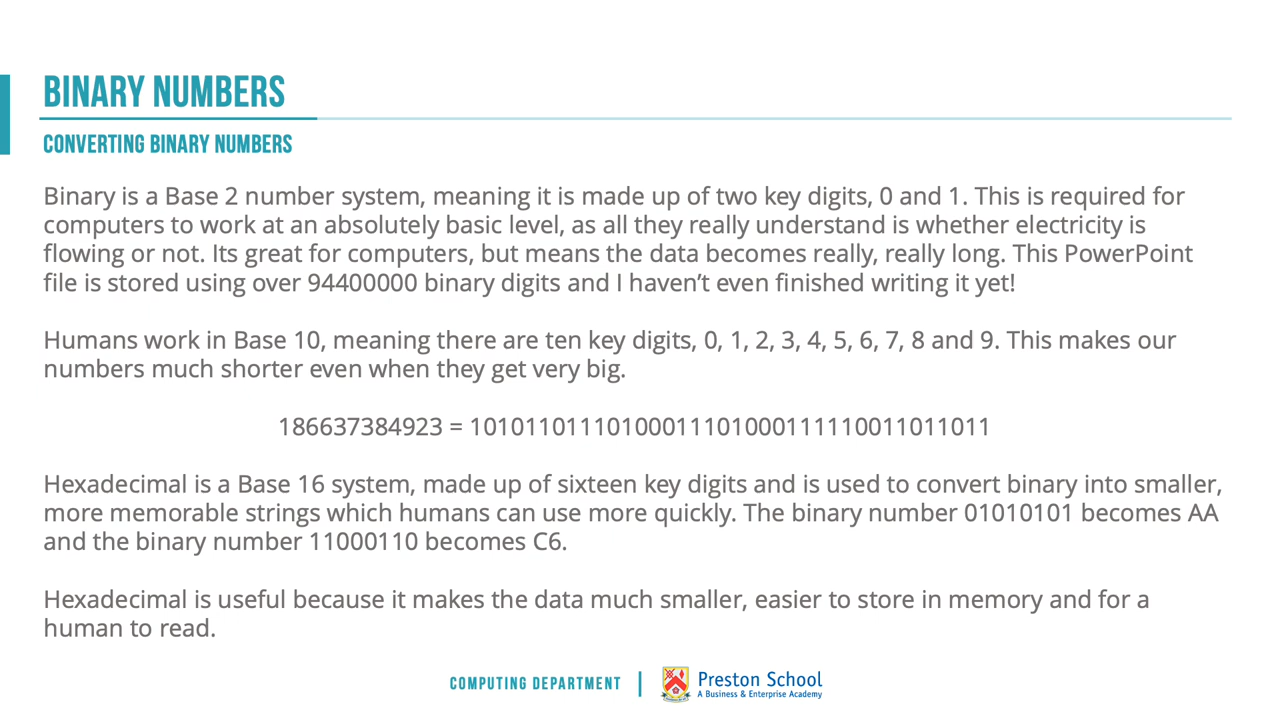 BINARY NUMBERS
CONVERTING BINARY NUMBERS
Binary is a Base 2 number system, meaning it is made up of two key digits, 0 and 1. This is required for
computers to work at an absolutely basic level, as all they really understand is whether electricity is
flowing or not. Its great for computers, but means the data becomes really, really long. This PowerPoint
file is stored using over 94400000 binary digits and I haven’t even finished writing it yet!
Humans work in Base 10, meaning there are ten key digits, 0, 1, 2, 3, 4, 5, 6, 7, 8 and 9. This makes our
numbers much shorter even when they get very big.
186637384923 = 10101101110100011101000111110011011011
Hexadecimal is a Base 16 system, made up of sixteen key digits and is used to convert binary into smaller,
more memorable strings which humans can use more quickly. The binary number 01010101 becomes AA
and the binary number 11000110 becomes C6.
Hexadecimal is useful because it makes the data much smaller, easier to store in memory and for a
human to read.
COMPUTING DEPARTMENT
Preston School
A Business & Enterprise Academy